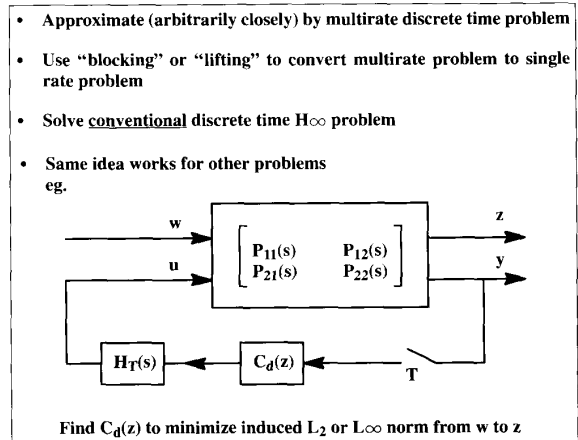 • Approximate (arbitrarily closely) by multirate discrete time problem
• Use “blocking” or “lifting” to convert multirate problem to single
rate problem
• Solve conventional discrete time H∞ problem
• Same idea works for other problems
eg.
w
z
P11(s) P12(s)
u
y
P21(s) P22(s)
HT(s)
Cd(z)
T
Find Cd(z) to minimize induced L2 or L∞ norm from w to z